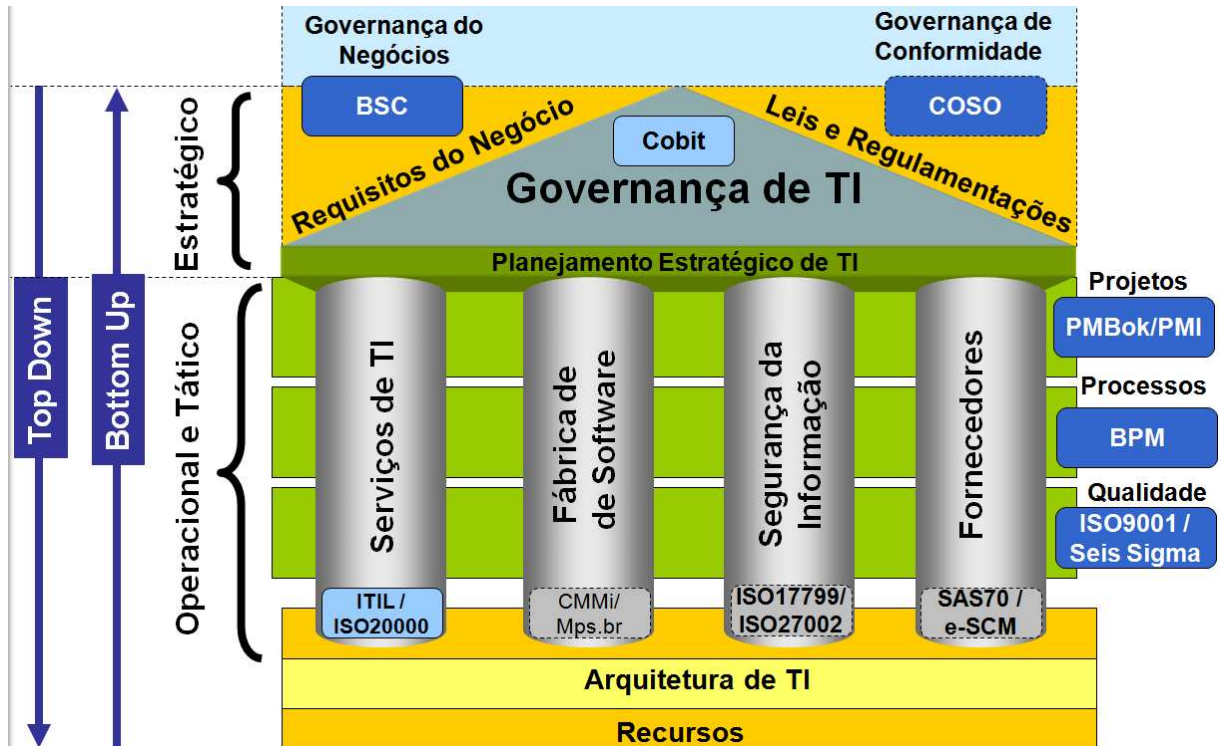 Governança do
Negócios
Governança de
Conformidade
BSC
COSO
Estratégico
Requisitos do Negócio
Leis e Regulamentações
Cobit
Governança de TI
Planejamento Estratégico de TI
Top Down
Bottom Up
Operacional e Tático
Serviços de TI
Fábrica de
de Software
Segurança da
Informação
Fornecedores
Projetos
PMBok/PMI
Processos
BPM
Qualidade
ISO9001 /
Seis Sigma
ITIL /
ISO20000
CMMi/
Mps.br
ISO17799/
ISO27002
SAS70 /
e-SCM
Arquitetura de TI
Recursos